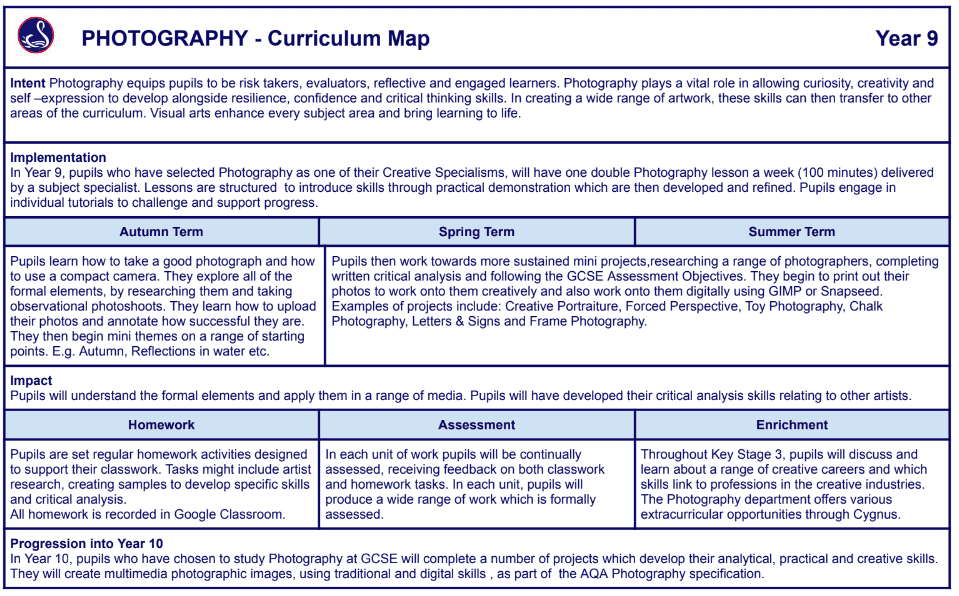 PHOTOGRAPHY - Curriculum Map
Year 9
Intent Photography equips pupils to be risk takers, evaluators, reflective and engaged learners. Photography plays a vital role in allowing curiosity, creativity and
self –expression to develop alongside resilience, confidence and critical thinking skills. In creating a wide range of artwork, these skills can then transfer to other
areas of the curriculum. Visual arts enhance every subject area and bring learning to life.
Implementation
In Year 9, pupils who have selected Photography as one of their Creative Specialisms, will have one double Photography lesson a week (100 minutes) delivered
by a subject specialist. Lessons are structured  to introduce skills through practical demonstration which are then developed and refined. Pupils engage in
individual tutorials to challenge and support progress.
Autumn Term
Spring Term
Summer Term
Pupils learn how to take a good photograph and how
to use a compact camera. They explore all of the
formal elements, by researching them and taking
observational photoshoots. They learn how to upload
their photos and annotate how successful they are.
They then begin mini themes on a range of starting
points. E.g. Autumn, Reflections in water etc.
Pupils then work towards more sustained mini projects,researching a range of photographers, completing
written critical analysis and following the GCSE Assessment Objectives. They begin to print out their
photos to work onto them creatively and also work onto them digitally using GIMP or Snapseed.
Examples of projects include: Creative Portraiture, Forced Perspective, Toy Photography, Chalk
Photography, Letters & Signs and Frame Photography.
Impact
Pupils will understand the formal elements and apply them in a range of media. Pupils will have developed their critical analysis skills relating to other artists.
Homework
Assessment
Enrichment
Pupils are set regular homework activities designed
to support their classwork. Tasks might include artist
research, creating samples to develop specific skills
and critical analysis.
All homework is recorded in Google Classroom.
In each unit of work pupils will be continually
assessed, receiving feedback on both classwork
and homework tasks. In each unit, pupils will
produce a wide range of work which is formally
assessed.
Throughout Key Stage 3, pupils will discuss and
learn about a range of creative careers and which
skills link to professions in the creative industries.
The Photography department offers various
extracurricular opportunities through Cygnus.
Progression into Year 10
In Year 10, pupils who have chosen to study Photography at GCSE will complete a number of projects which develop their analytical, practical and creative skills.
They will create multimedia photographic images, using traditional and digital skills , as part of  the AQA Photography specification.